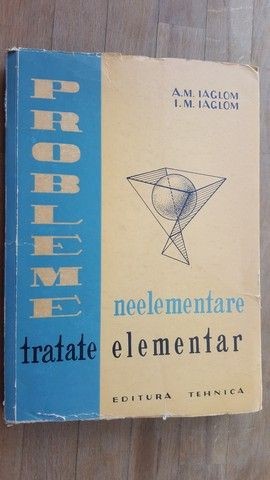 PROBLEME
A.M. IAGLOM
I.M. IAGLOM
neelementare
tratate elementar
EDITURA TEHNICA